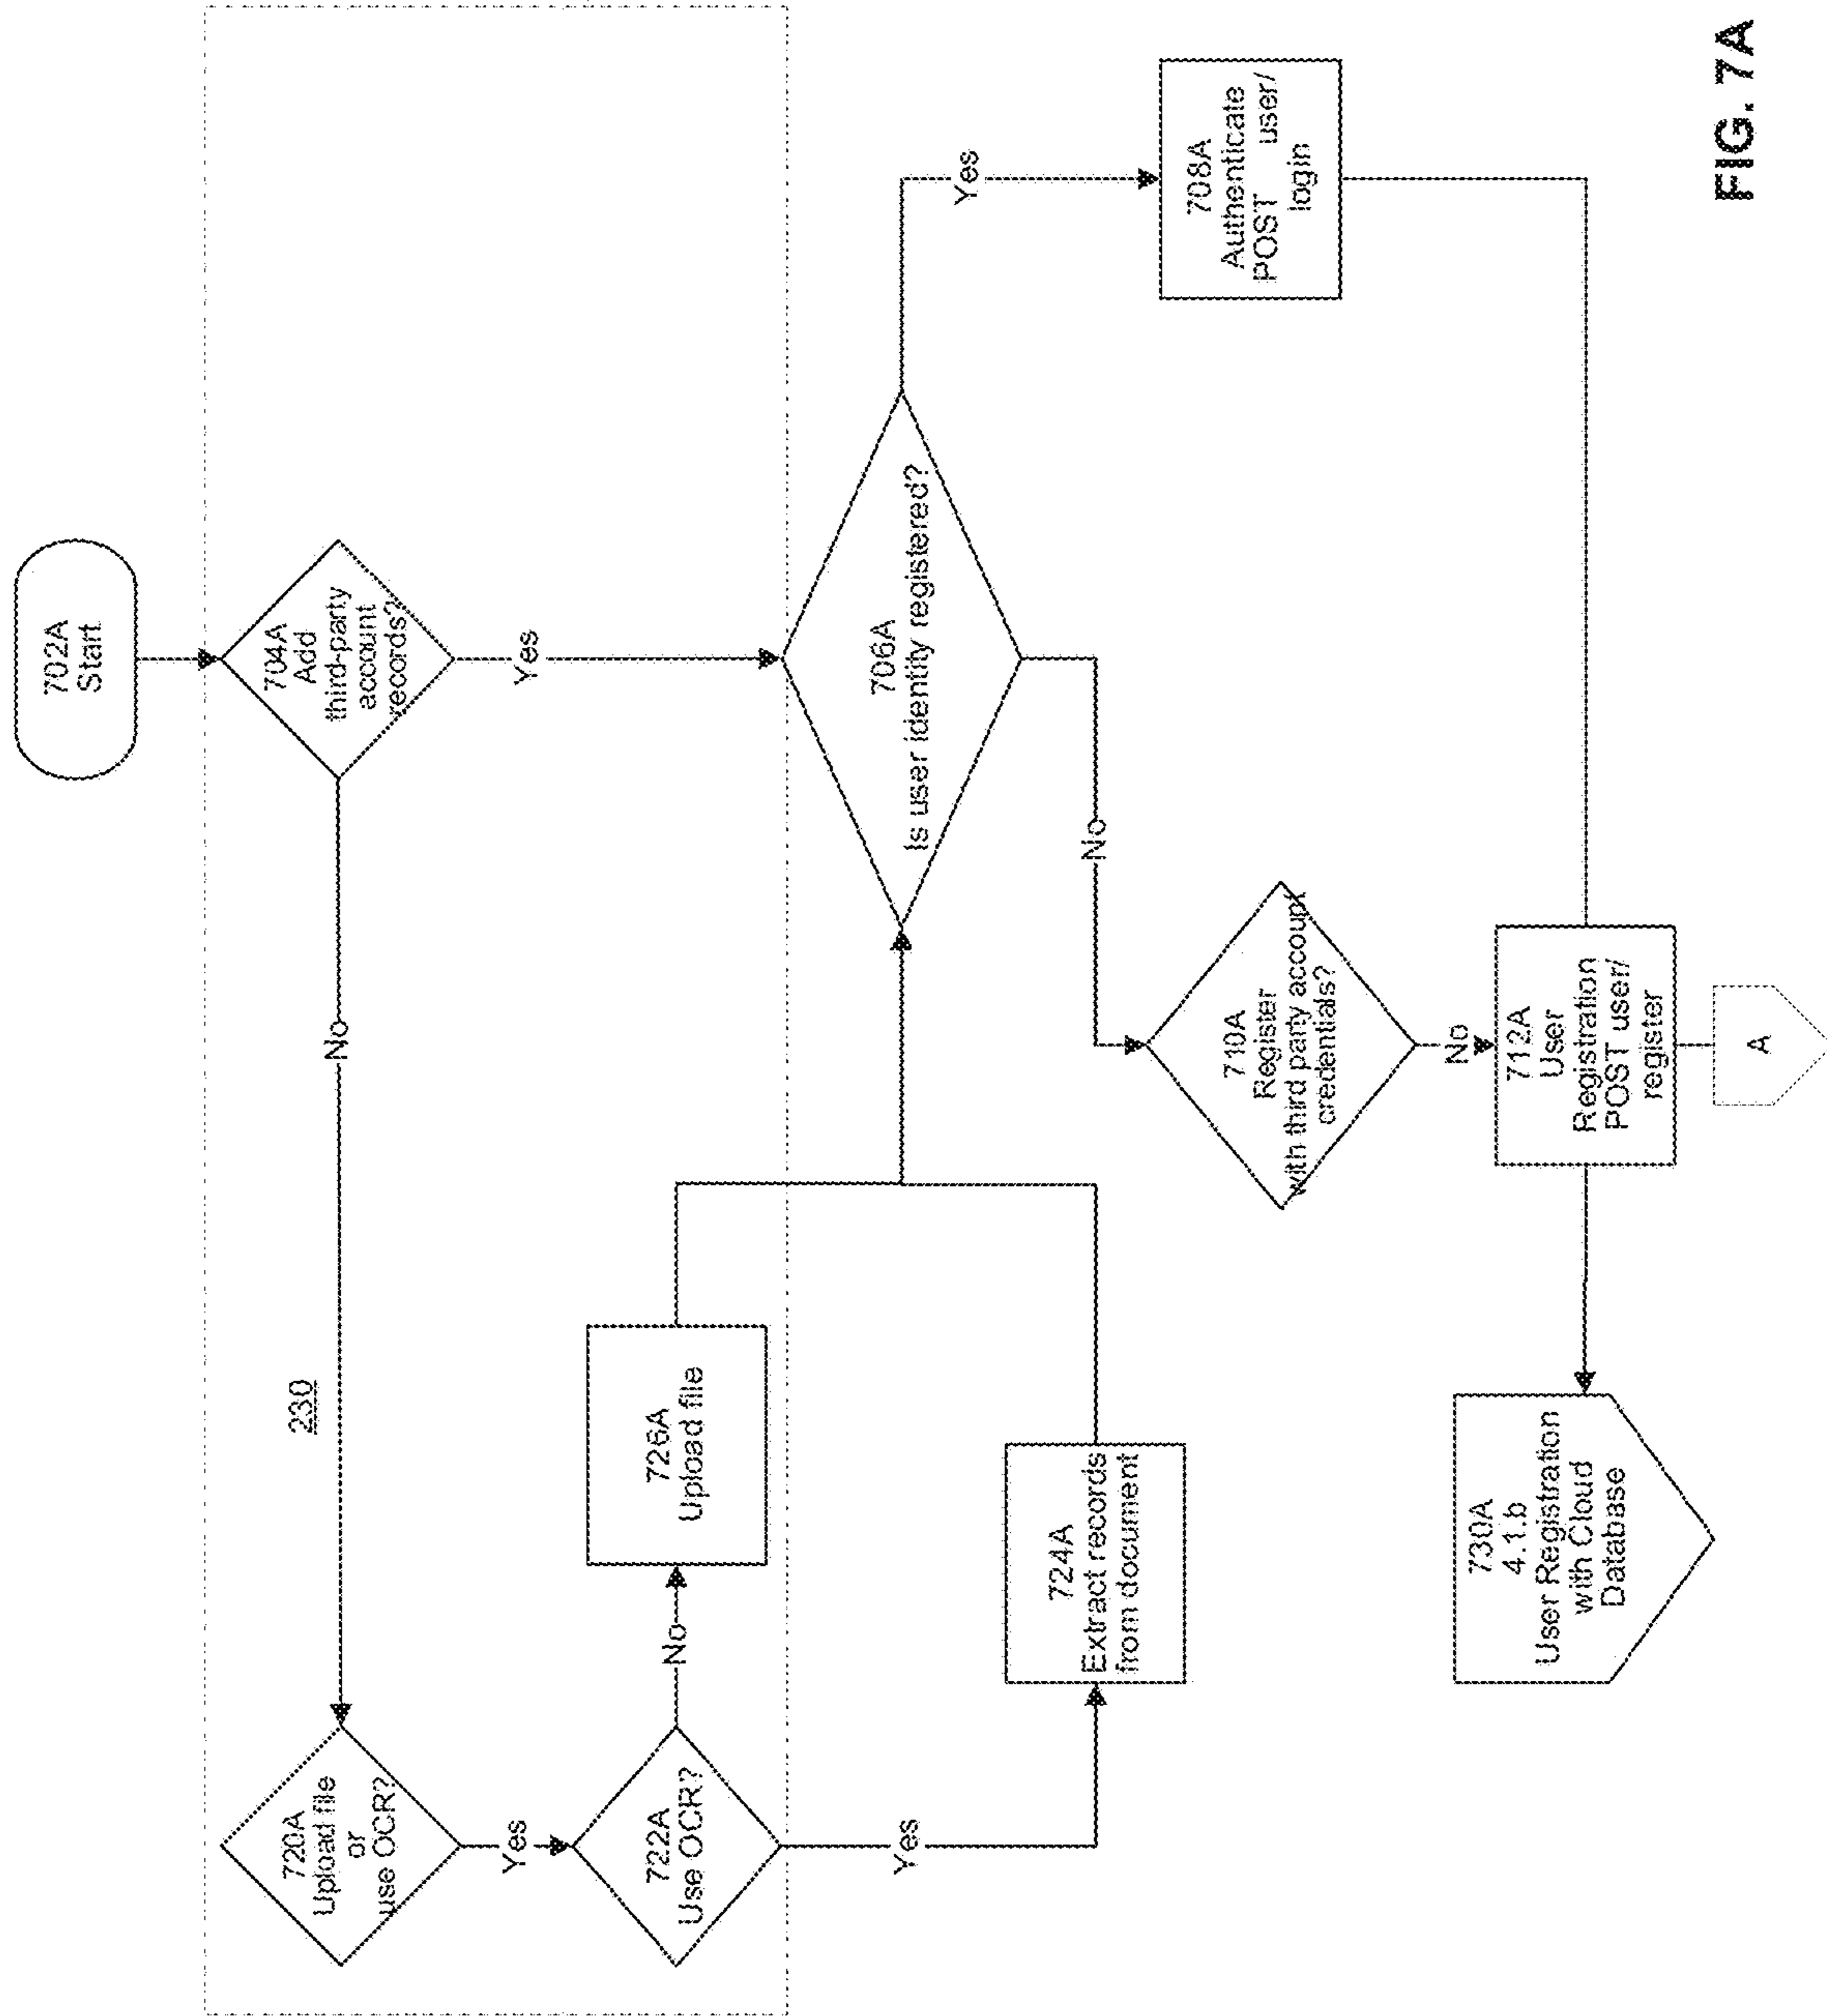 702A
Start
704A
Add
third-party
account
records?
No
Yes
230
720A
Upload file
or
use OCR?
Yes
722A
Use OCR?
No
726A
Upload file
Yes
724A
Extract records
from document
706A
Is user identity registered?
Yes
708A
Authenticate
POST user/
login
No
710A
Register
with third party account
credentials?
No
712A
User
Registration
POST user/
register
A
730A
4.1.b
User Registration
with Cloud
Database
FIG. 7A